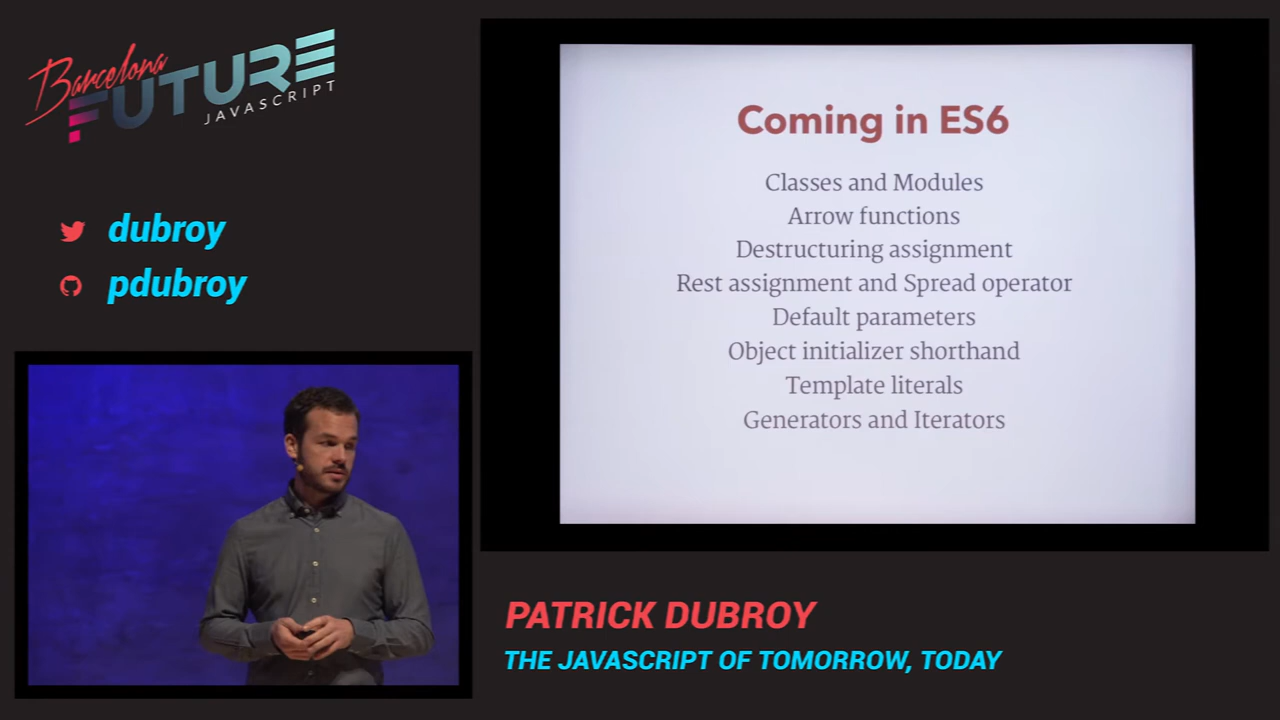 Barcelona
FUTURE
JAVASCRIPT
dubroy
pdubroy
Coming in ES6
Classes and Modules
Arrow functions
Destructuring assignment
Rest assignment and Spread operator
Default parameters
Object initializer shorthand
Template literals
Generators and Iterators
PATRICK DUBROY
THE JAVASCRIPT OF TOMORROW, TODAY